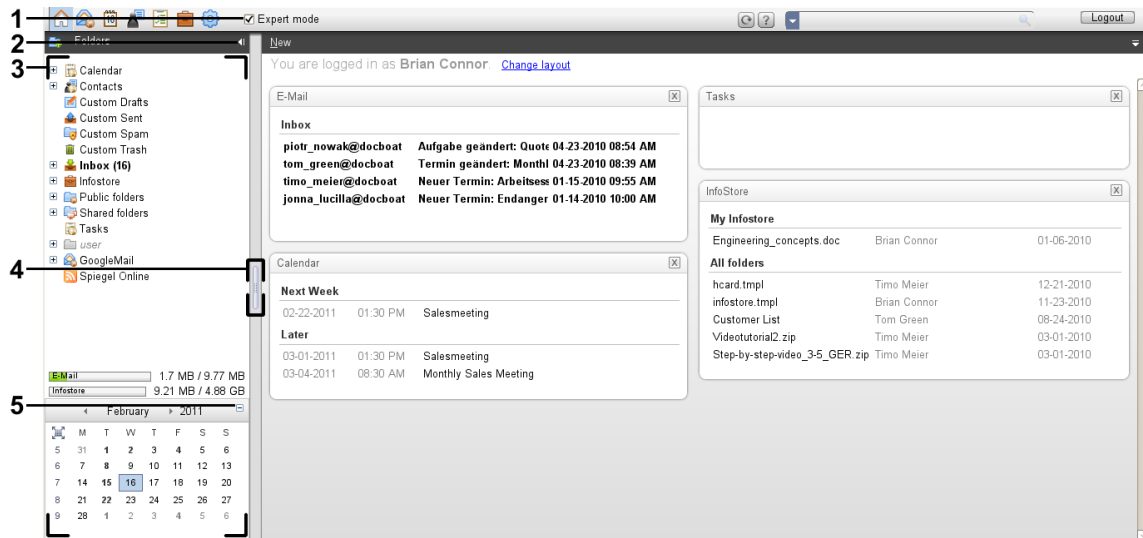 1
Expert mode
Logout
2
Folders
New
3
You are logged in as Brian Connor. Change layout
Calendar
Contacts
Custom Drafts
Custom Sent
Custom Spam
Custom Trash
Inbox (16)
Infostore
Public folders
Shared folders
Tasks
user
GoogleMail
Spiegel Online
4
E-Mail 1.7 MB / 9.77 MB
Infostore 9.21 MB / 4.88 GB
5
February 2011
M T W T F S S
5 31 1 2 3 4 5 6
6 7 8 9 10 11 12 13
7 14 15 16 17 18 19 20
8 21 22 23 24 25 26 27
9 28 1 2 3 4 5 6
E-Mail
Inbox
piotr_nowak@docboat Aufgabe geändert: Quote 04-23-2010 08:54 AM
tom_green@docboat Termin geändert: Monthl 04-23-2010 08:39 AM
timo_meier@docboat Neuer Termin: Arbeitsess 01-15-2010 09:55 AM
jonna_lucilla@docboat Neuer Termin: Endanger 01-14-2010 10:00 AM
Calendar
Next Week
02-22-2011 01:30 PM Salesmeeting
Later
03-01-2011 01:30 PM Salesmeeting
03-04-2011 08:30 AM Monthly Sales Meeting
Tasks
InfoStore
My Infostore
Engineering_concepts.doc Brian Connor 01-06-2010
All folders
hcard.tmpl Timo Meier 12-21-2010
infostore.tmpl Brian Connor 11-23-2010
Customer List Tom Green 08-24-2010
Videotutorial2.zip Timo Meier 03-01-2010
Step-by-step-video_3-5_GER.zip Timo Meier 03-01-2010